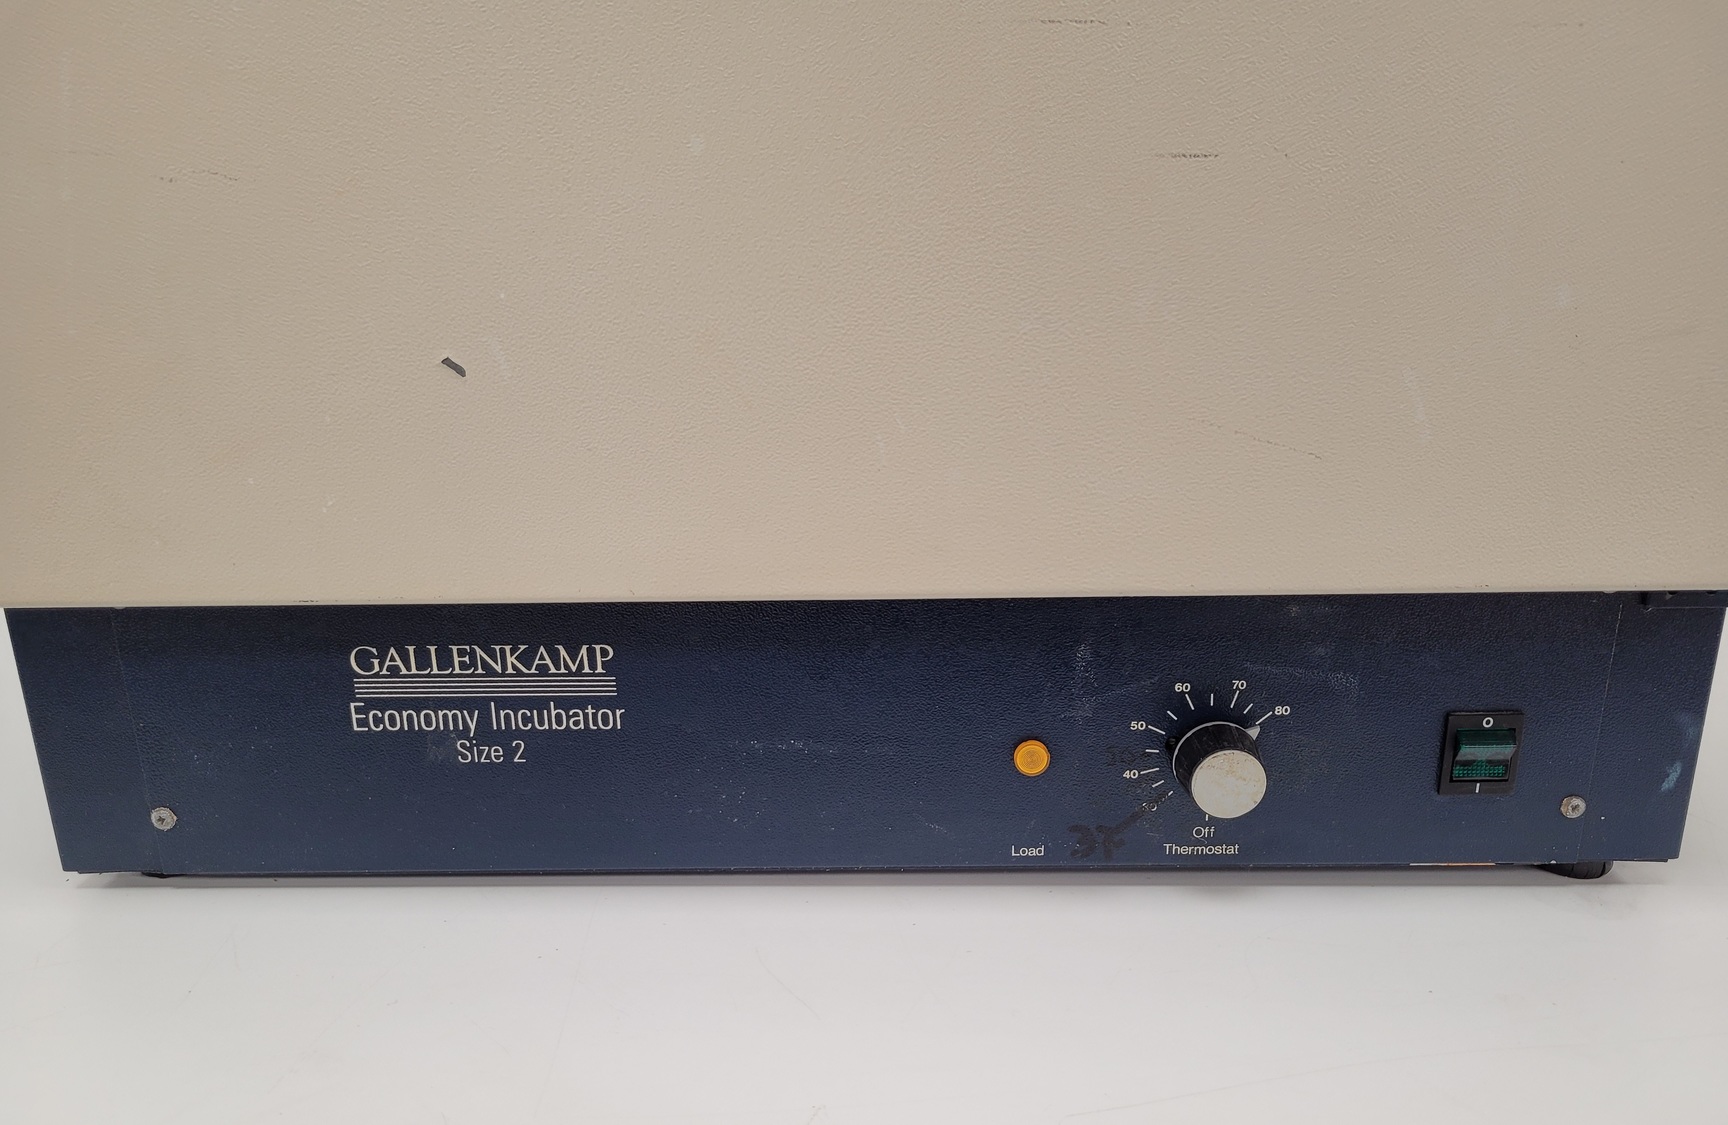 GALLENKAMP
Economy Incubator
Size 2
Load
40
50
60
70
80
Off
Thermostat
O
I